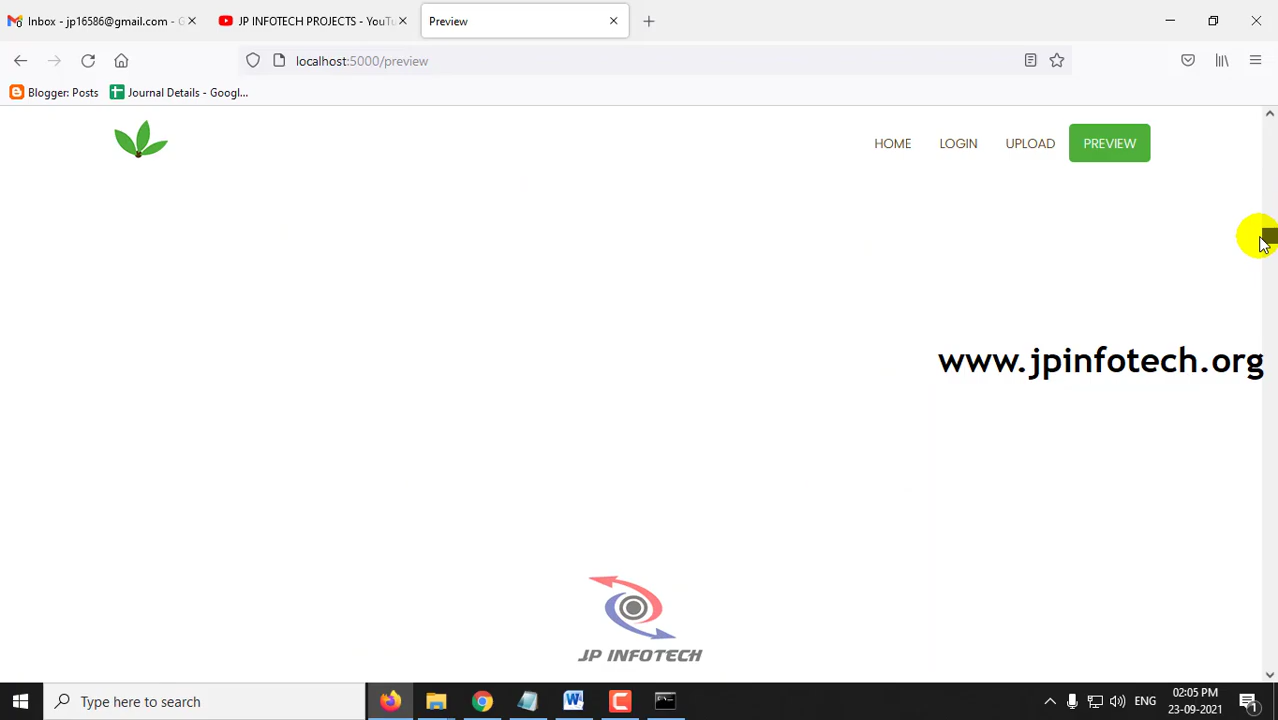 Inbox - jp16586@gmail.com - G
JP INFOTECH PROJECTS - YouTu
Preview
localhost:5000/preview
Blogger: Posts
Journal Details - Googl...
HOME
LOGIN
UPLOAD
PREVIEW
www.jpinfotech.org
JP INFOTECH
Type here to search
ENG
02:05 PM
23-09-2021
1